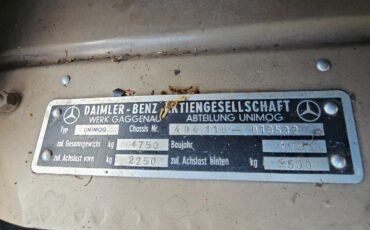 DAIMLER-BENZ AKTIENGESELLSCHAFT
WERK GAGGENAU ABTEILUNG UNIMOG
Typ UNIMOG Chassis Nr.
zul. Gesamtgewicht kg 4750 Baujahr
zul. Achslast vorn kg 2250 zul. Achslast hinten kg